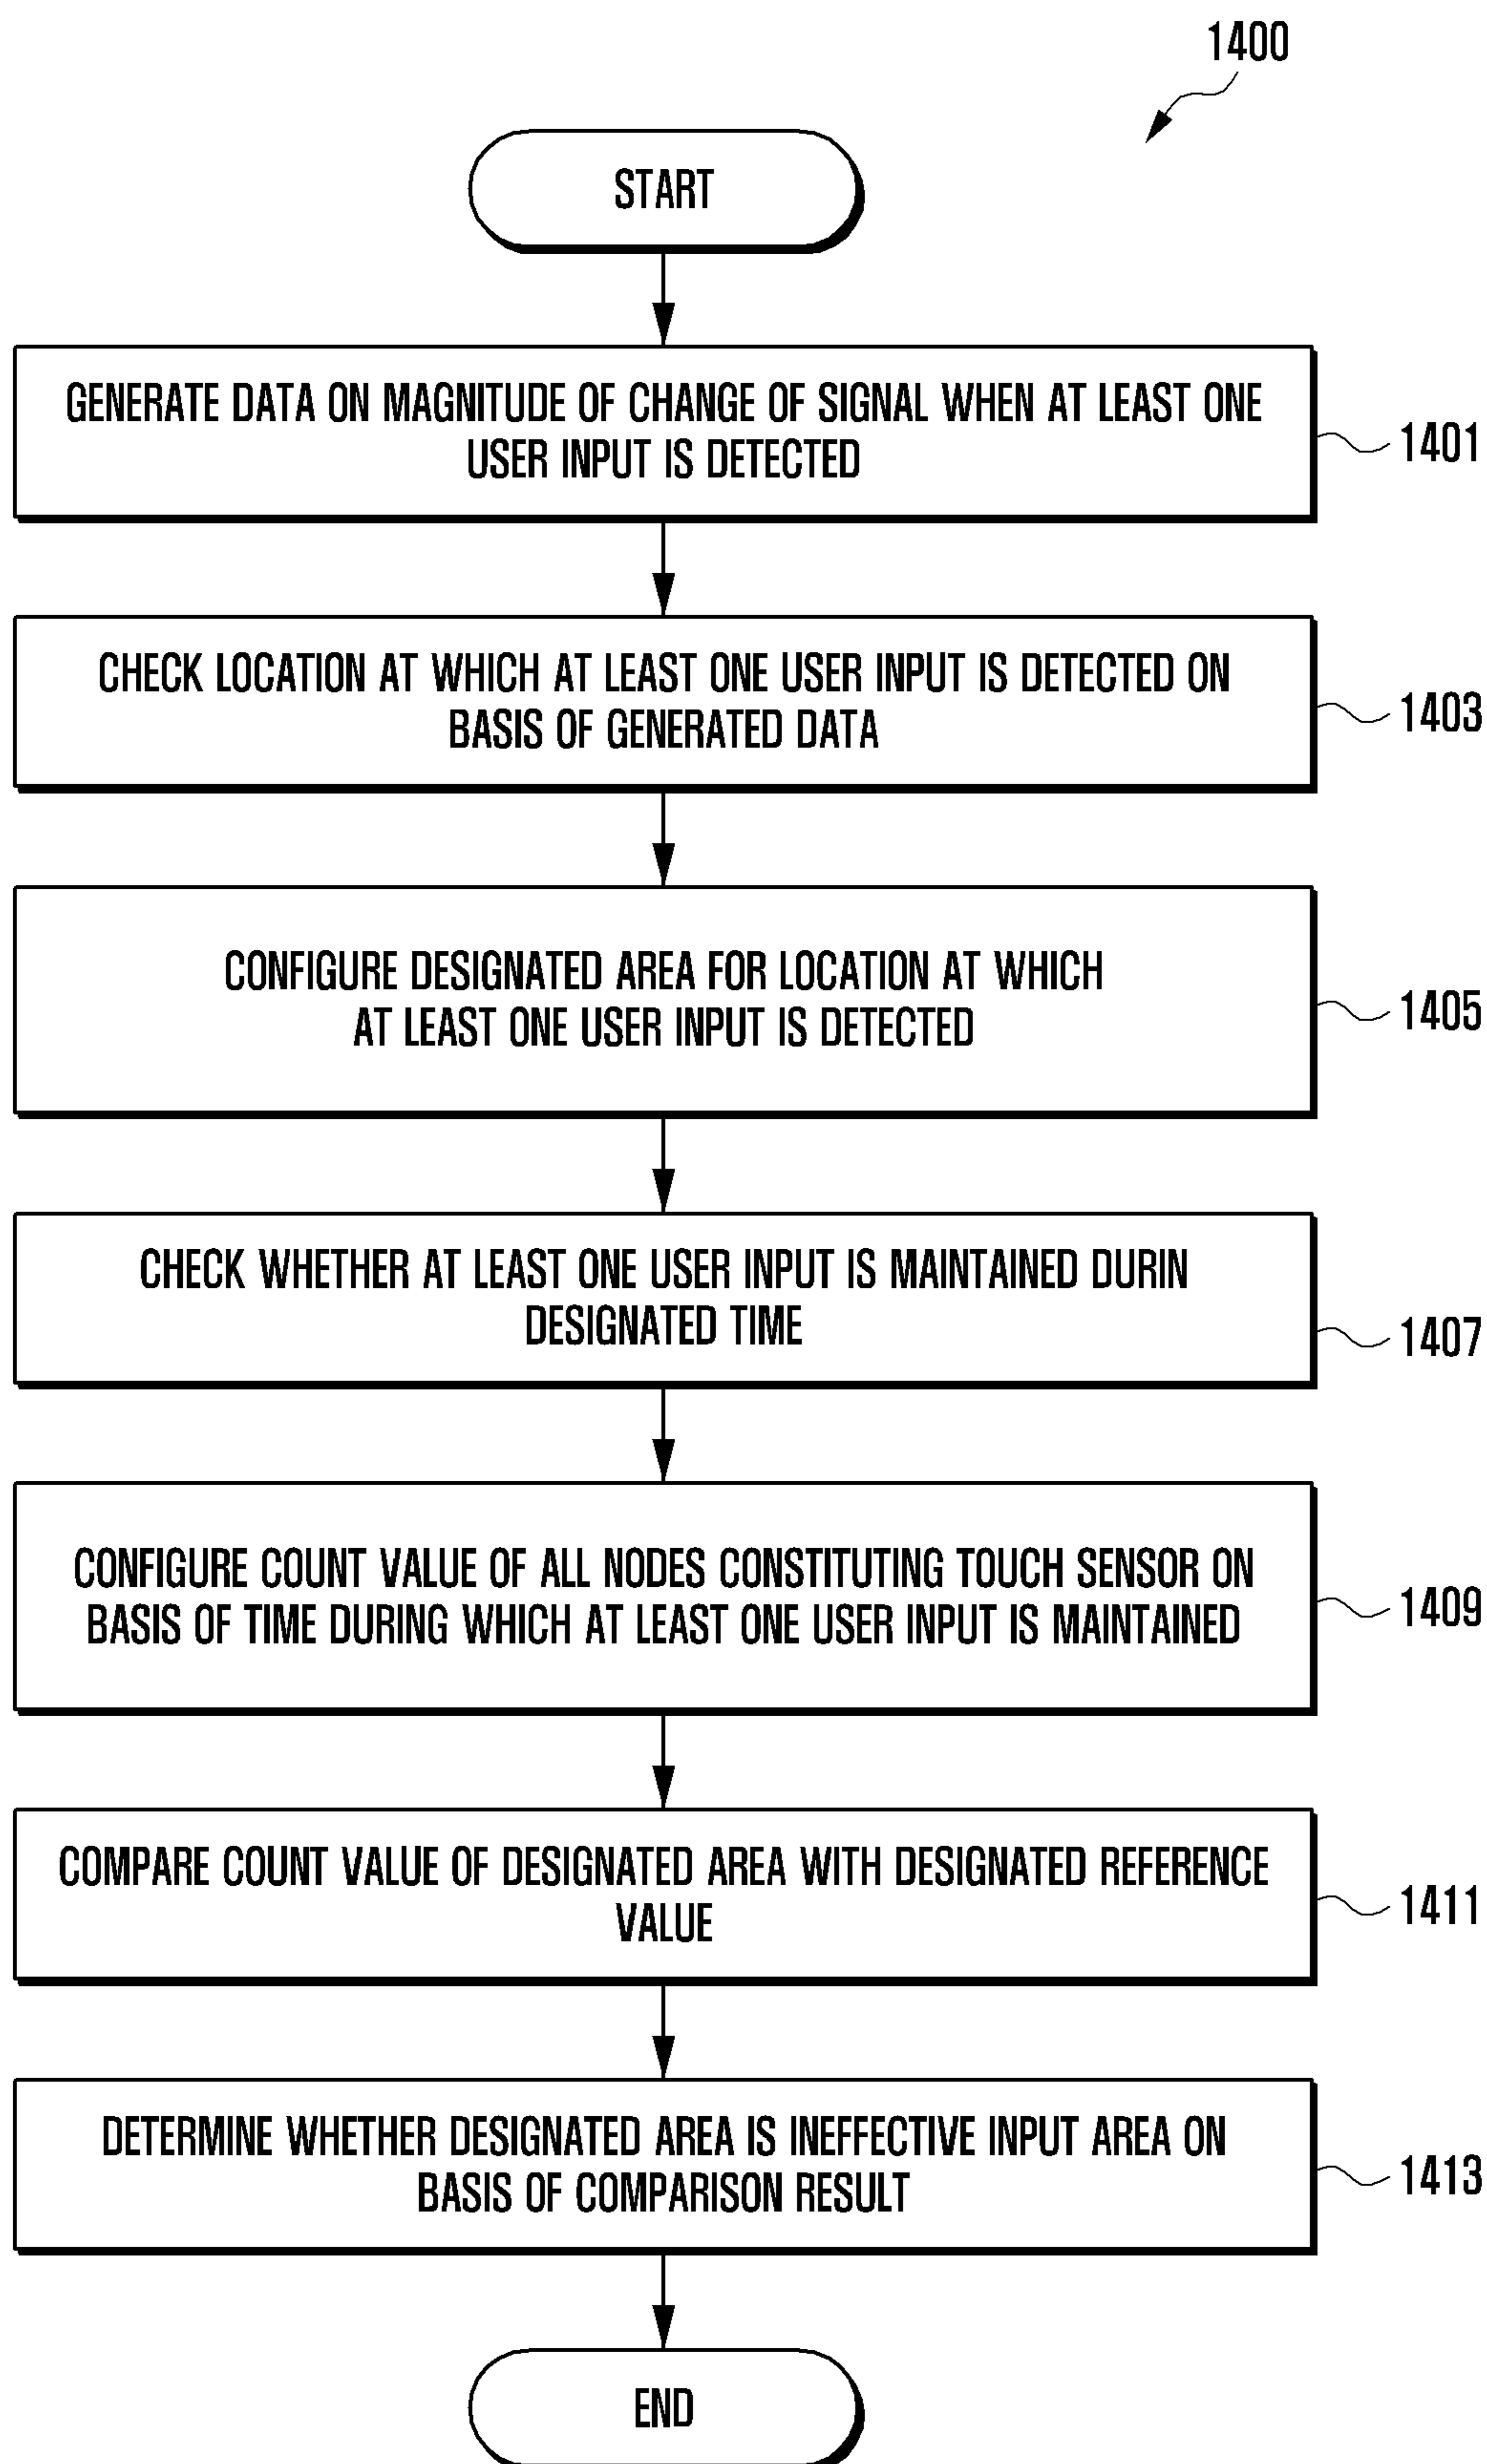 1400
START
GENERATE DATA ON MAGNITUDE OF CHANGE OF SIGNAL WHEN AT LEAST ONE
USER INPUT IS DETECTED
1401
CHECK LOCATION AT WHICH AT LEAST ONE USER INPUT IS DETECTED ON
BASIS OF GENERATED DATA
1403
CONFIGURE DESIGNATED AREA FOR LOCATION AT WHICH
AT LEAST ONE USER INPUT IS DETECTED
1405
CHECK WHETHER AT LEAST ONE USER INPUT IS MAINTAINED DURIN
DESIGNATED TIME
1407
CONFIGURE COUNT VALUE OF ALL NODES CONSTITUTING TOUCH SENSOR ON
BASIS OF TIME DURING WHICH AT LEAST ONE USER INPUT IS MAINTAINED
1409
COMPARE COUNT VALUE OF DESIGNATED AREA WITH DESIGNATED REFERENCE
VALUE
1411
DETERMINE WHETHER DESIGNATED AREA IS INEFFECTIVE INPUT AREA ON
BASIS OF COMPARISON RESULT
1413
END